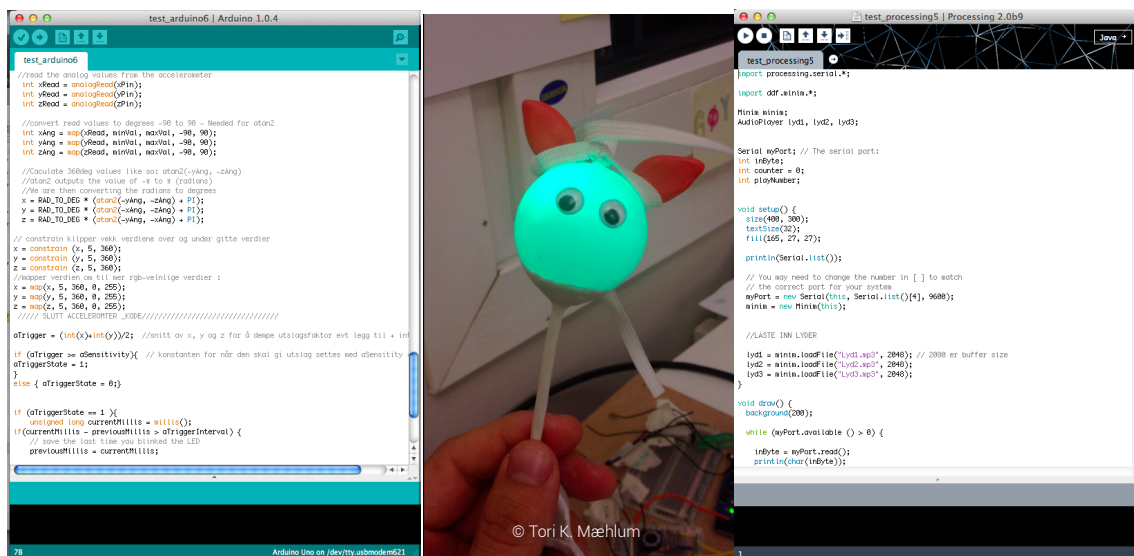 test_arduino6 | Arduino 1.0.4
test_arduino6
//read the analog values from the accelerometer
int xRead = analogRead(xPin);
int yRead = analogRead(yPin);
int zRead = analogRead(zPin);
//convert read values to degrees -90 to 90 - Needed for atan2
int xAng = map(xRead, minVal, maxVal, -90, 90);
int yAng = map(yRead, minVal, maxVal, -90, 90);
int zAng = map(zRead, minVal, maxVal, -90, 90);
//Caculate 360deg values like so: atan2(-yAng, -zAng)
//atan2 outputs the value of -π to π (radians)
//We are then converting the radians to degrees
x = RAD_TO_DEG * (atan2(-yAng, -zAng) + PI);
y = RAD_TO_DEG * (atan2(-xAng, -zAng) + PI);
z = RAD_TO_DEG * (atan2(-yAng, -xAng) + PI);
// constrain klipper vekk verdiene over og under gitte verdier
x = constrain (x, 5, 360);
y = constrain (y, 5, 360);
z = constrain (z, 5, 360);
//mapper verdien om til mer rgb-velnlige verdier :
x = map(x, 5, 360, 0, 255);
y = map(y, 5, 360, 0, 255);
z = map(z, 5, 360, 0, 255);
///// SLUTT ACCELEROMTER _KODE/////////////////////////////////
aTrigger = (int(x)+int(y))/2; //snitt av x, y og z for å dempe utslagsfaktor evt legg til + int
if (aTrigger >= aSensitivity){ // konstanten for når den skal gi utslag settes med aSensitity
aTriggerState = 1;
}
else { aTriggerState = 0;}
if (aTriggerState == 1 ){
unsigned long currentMillis = millis();
if(currentMillis - previousMillis > aTriggerInterval) {
// save the last time you blinked the LED
previousMillis = currentMillis;
78
Arduino Uno on /dev/tty.usbmodem621
© Tori K. Mæhlum
test_processing5 | Processing 2.0b9
Java
test_processing5
import processing.serial.*;
import ddf.minim.*;
Minim minim;
AudioPlayer lyd1, lyd2, lyd3;
Serial myPort; // The serial port:
int inByte;
int counter = 0;
int playNumber;
void setup() {
size(400, 300);
textSize(32);
fill(165, 27, 27);
println(Serial.list());
// You may need to change the number in [ ] to match
// the correct port for your system
myPort = new Serial(this, Serial.list()[4], 9600);
minim = new Minim(this);
//LASTE INN LYDER
lyd1 = minim.loadFile("Lyd1.mp3", 2048); // 2080 er buffer size
lyd2 = minim.loadFile("Lyd2.mp3", 2048);
lyd3 = minim.loadFile("Lyd3.mp3", 2048);
}
void draw() {
background(200);
while (myPort.available () > 0) {
inByte = myPort.read();
println(char(inByte));
1